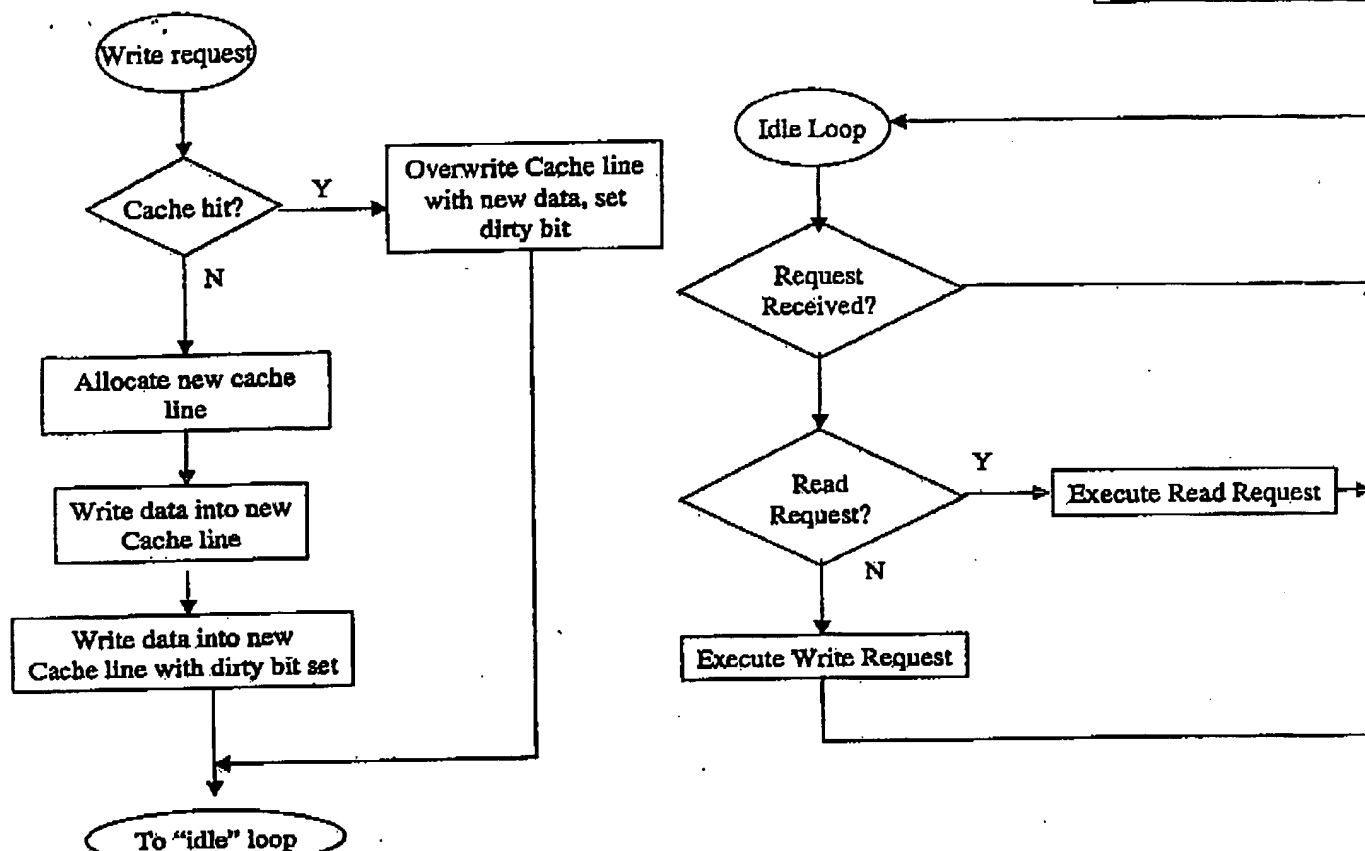 Write request
Cache hit?
Y
Overwrite Cache line
with new data, set
dirty bit
N
Allocate new cache
line
Write data into new
Cache line
Write data into new
Cache line with dirty bit set
To “idle” loop
Idle Loop
Request
Received?
Read
Request?
Y
Execute Read Request
N
Execute Write Request